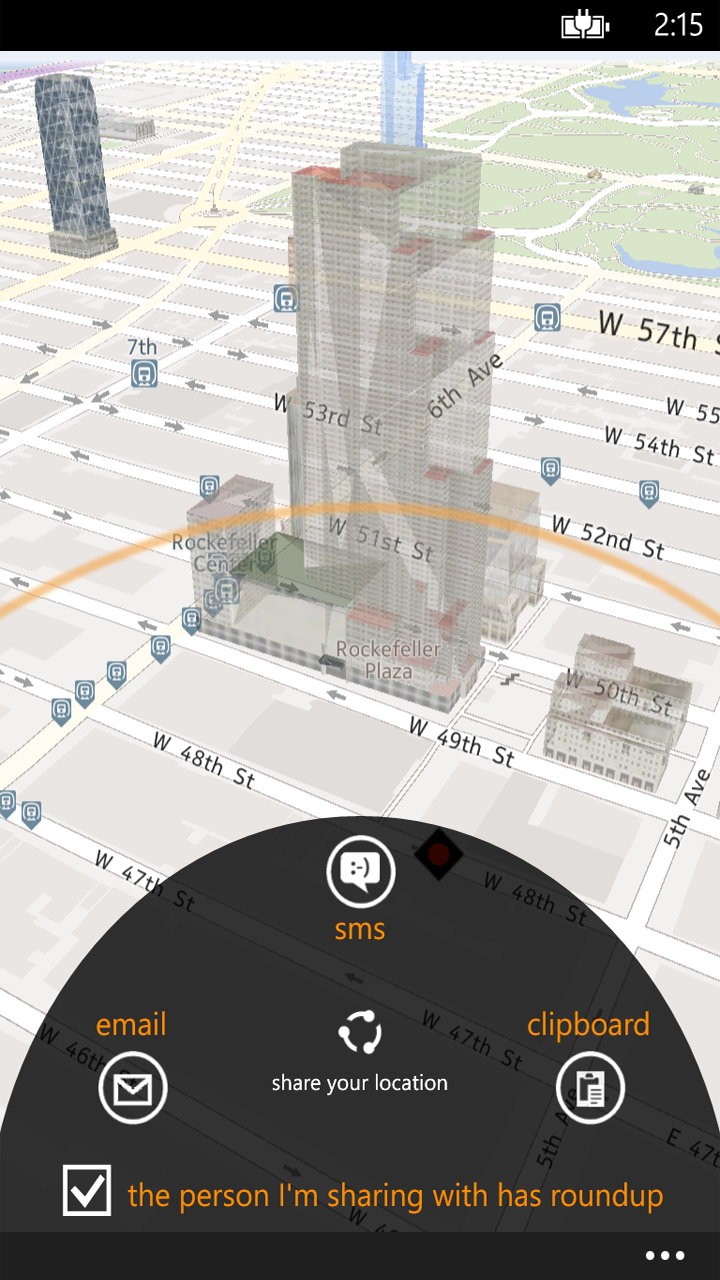 2:15
W 57th S
7th
6th Ave
W 55
W 53rd St
W 54th St
W 51st St
W 52nd St
Rockefeller
Center
Rockefeller
Plaza
W 50th St
W 49th St
W 48th St
5th Ave
W 47th St
W 48th St
sms
email
clipboard
W 46th
W 47th St
share your location
5th Ave
E 47t
the person I'm sharing with has roundup